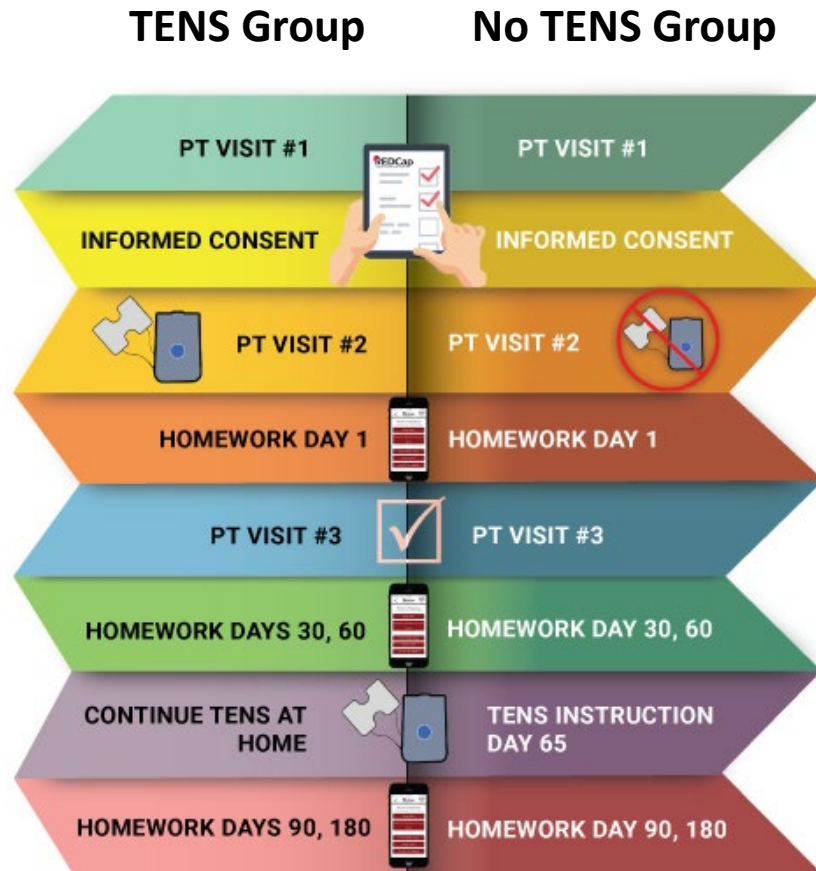 TENS Group No TENS Group
PT VISIT #1 PT VISIT #1
REDCap
INFORMED CONSENT INFORMED CONSENT
PT VISIT #2 PT VISIT #2
HOMEWORK DAY 1 HOMEWORK DAY 1
PT VISIT #3 PT VISIT #3
HOMEWORK DAYS 30, 60 HOMEWORK DAY 30, 60
CONTINUE TENS AT TENS INSTRUCTION
HOME DAY 65
HOMEWORK DAYS 90, 180 HOMEWORK DAY 90, 180